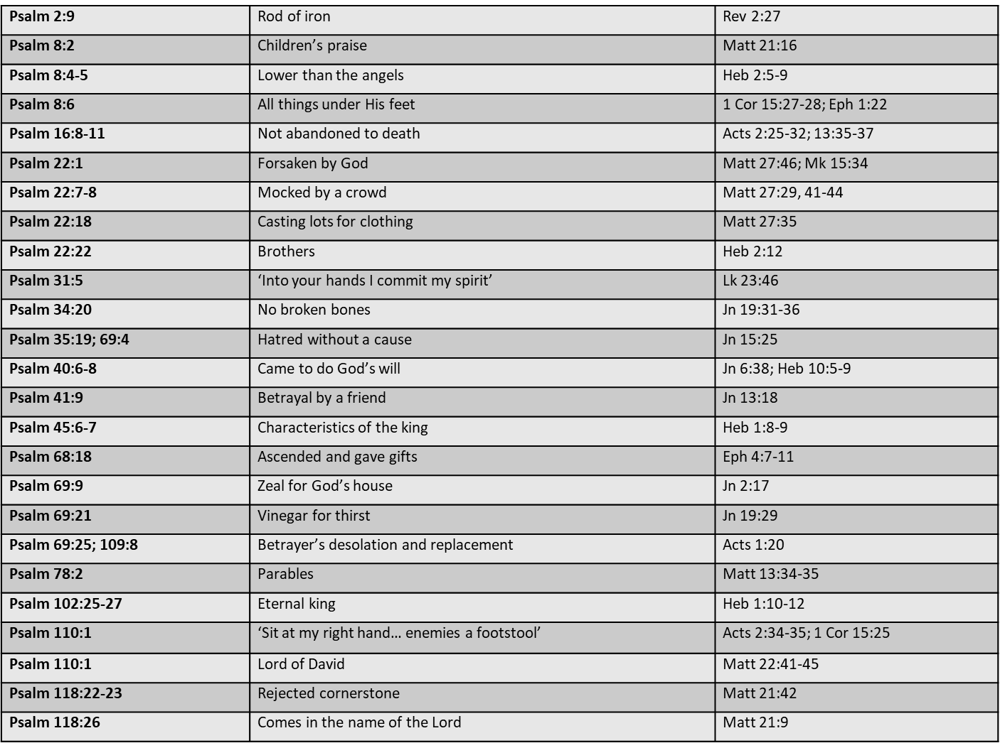 Psalm 2:9 Rod of iron Rev 2:27
Psalm 8:2 Children’s praise Matt 21:16
Psalm 8:4-5 Lower than the angels Heb 2:5-9
Psalm 8:6 All things under His feet 1 Cor 15:27-28; Eph 1:22
Psalm 16:8-11 Not abandoned to death Acts 2:25-32; 13:35-37
Psalm 22:1 Forsaken by God Matt 27:46; Mk 15:34
Psalm 22:7-8 Mocked by a crowd Matt 27:29, 41-44
Psalm 22:18 Casting lots for clothing Matt 27:35
Psalm 22:22 Brothers Heb 2:12
Psalm 31:5 ‘Into your hands I commit my spirit’ Lk 23:46
Psalm 34:20 No broken bones Jn 19:31-36
Psalm 35:19; 69:4 Hatred without a cause Jn 15:25
Psalm 40:6-8 Came to do God’s will Jn 6:38; Heb 10:5-9
Psalm 41:9 Betrayal by a friend Jn 13:18
Psalm 45:6-7 Characteristics of the king Heb 1:8-9
Psalm 68:18 Ascended and gave gifts Eph 4:7-11
Psalm 69:9 Zeal for God’s house Jn 2:17
Psalm 69:21 Vinegar for thirst Jn 19:29
Psalm 69:25; 109:8 Betrayer’s desolation and replacement Acts 1:20
Psalm 78:2 Parables Matt 13:34-35
Psalm 102:25-27 Eternal king Heb 1:10-12
Psalm 110:1 ‘Sit at my right hand… enemies a footstool’ Acts 2:34-35; 1 Cor 15:25
Psalm 110:1 Lord of David Matt 22:41-45
Psalm 118:22-23 Rejected cornerstone Matt 21:42
Psalm 118:26 Comes in the name of the Lord Matt 21:9